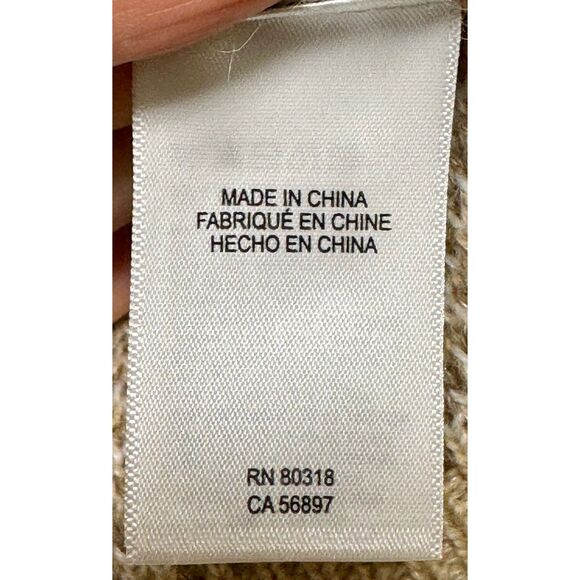 MADE IN CHINA
FABRIQUÉ EN CHINE
HECHO EN CHINA
RN 80318
CA 56897